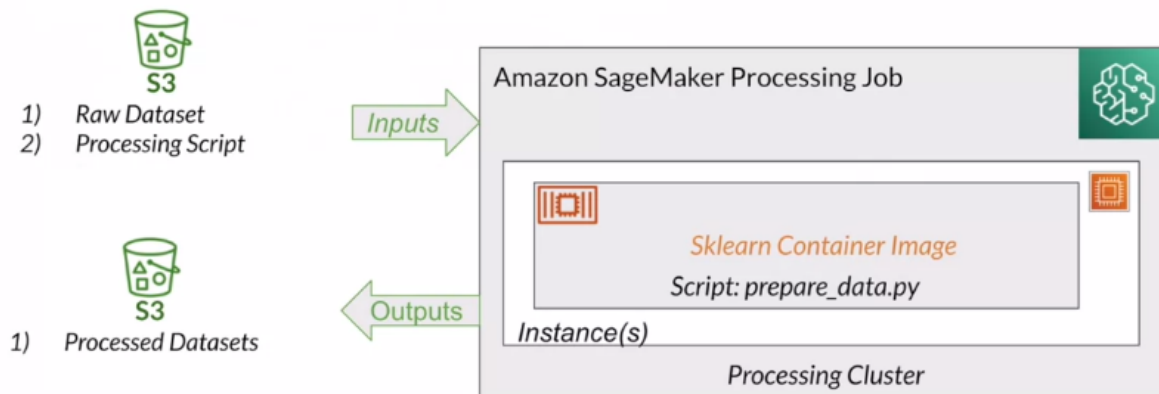 S3
1) Raw Dataset
2) Processing Script
Inputs
Amazon SageMaker Processing Job
Sklearn Container Image
Script: prepare_data.py
Instance(s)
Processing Cluster
Outputs
S3
1) Processed Datasets